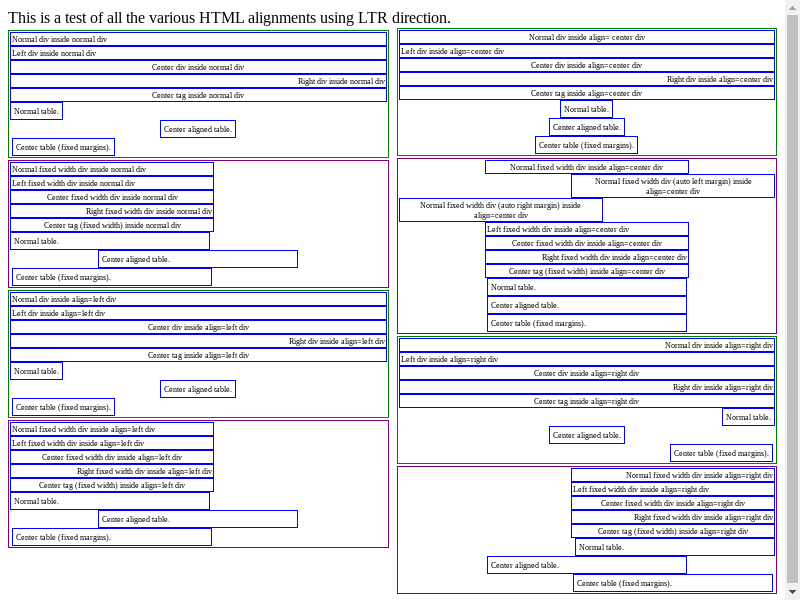 This is a test of all the various HTML alignments using LTR direction.
Normal div inside normal div
Left div inside normal div
Center div inside normal div
Right div inside normal div
Center tag inside normal div
Normal table.
Center aligned table.
Center table (fixed margins).
Normal fixed width div inside normal div
Left fixed width div inside normal div
Center fixed width div inside normal div
Right fixed width div inside normal div
Center tag (fixed width) inside normal div
Normal table.
Center aligned table.
Center table (fixed margins).
Normal div inside align=left div
Left div inside align=left div
Center div inside align=left div
Right div inside align=left div
Center tag inside align=left div
Normal table.
Center aligned table.
Center table (fixed margins).
Normal fixed width div inside align=left div
Left fixed width div inside align=left div
Center fixed width div inside align=left div
Right fixed width div inside align=left div
Center tag (fixed width) inside align=left div
Normal table.
Center aligned table.
Center table (fixed margins).
Normal div inside align= center div
Left div inside align=center div
Center div inside align=center div
Right div inside align=center div
Center tag inside align=center div
Normal table.
Center aligned table.
Center table (fixed margins).
Normal fixed width div inside align=center div
Normal fixed width div (auto left margin) inside
align=center div
Normal fixed width div (auto right margin) inside
align=center div
Left fixed width div inside align=center div
Center fixed width div inside align=center div
Right fixed width div inside align=center div
Center tag (fixed width) inside align=center div
Normal table.
Center aligned table.
Center table (fixed margins).
Normal div inside align=right div
Left div inside align=right div
Center div inside align=right div
Right div inside align=right div
Center tag inside align=right div
Normal table.
Center aligned table.
Center table (fixed margins).
Normal fixed width div inside align=right div
Left fixed width div inside align=right div
Center fixed width div inside align=right div
Right fixed width div inside align=right div
Center tag (fixed width) inside align=right div
Normal table.
Center aligned table.
Center table (fixed margins).